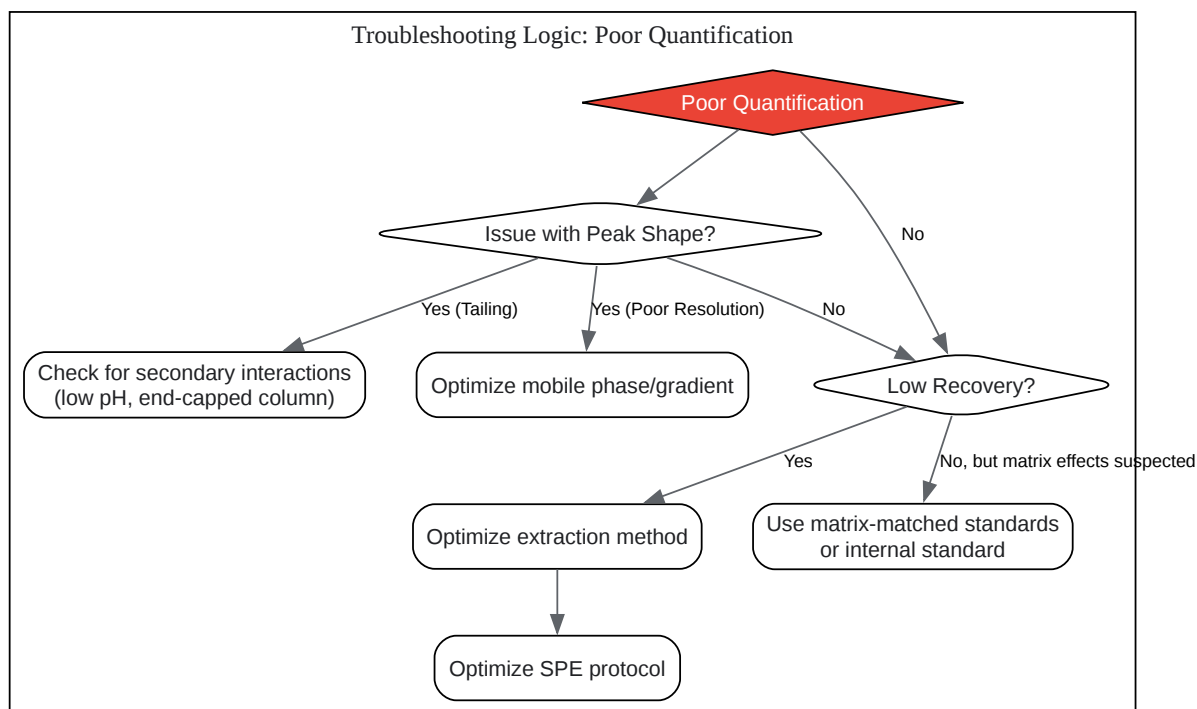 Troubleshooting Logic: Poor Quantification
Poor Quantification
Issue with Peak Shape?
No
Yes (Tailing)
Yes (Poor Resolution)
No
Check for secondary interactions
(low pH, end-capped column)
Optimize mobile phase/gradient
Low Recovery?
Yes
No, but matrix effects suspected
Optimize extraction method
Use matrix-matched standards
or internal standard
Optimize SPE protocol